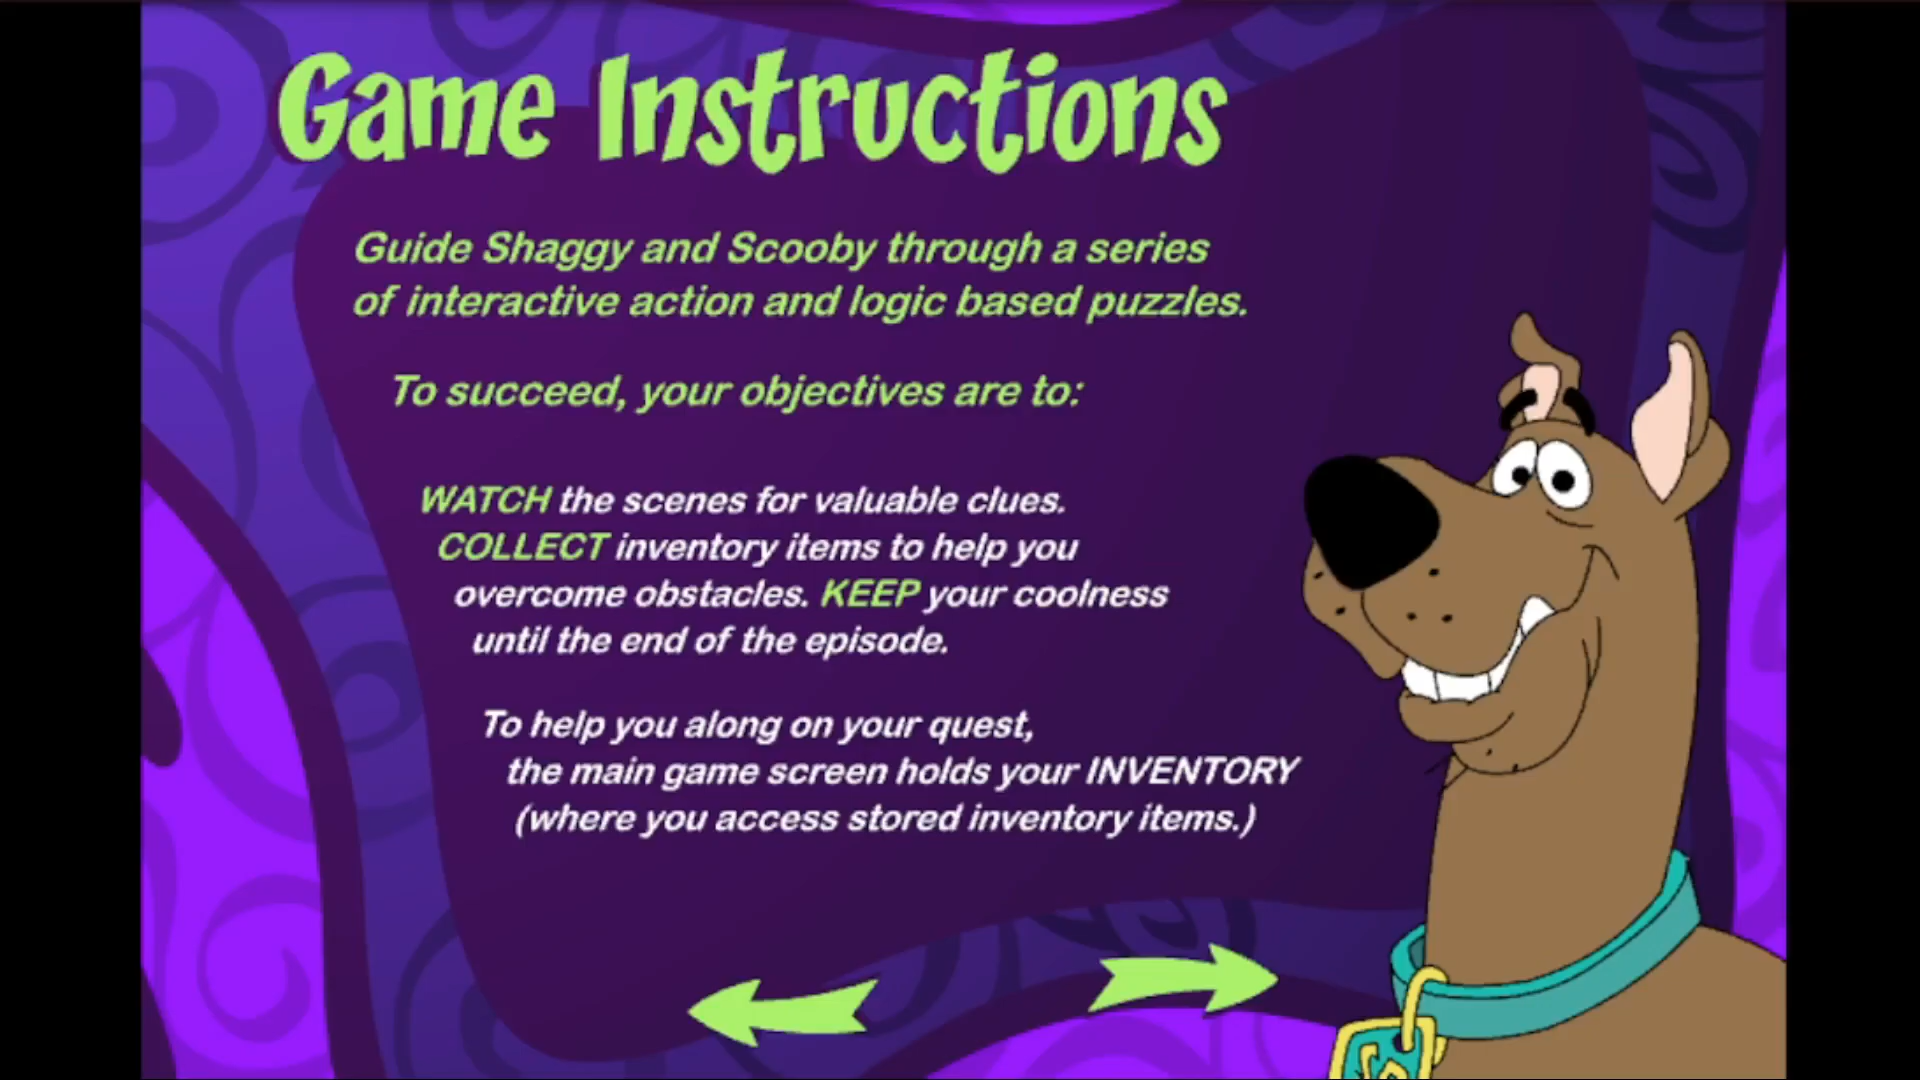 Game Instructions
Guide Shaggy and Scooby through a series
of interactive action and logic based puzzles.
To succeed, your objectives are to:
WATCH the scenes for valuable clues.
COLLECT inventory items to help you
overcome obstacles. KEEP your coolness
until the end of the episode.
To help you along on your quest,
the main game screen holds your INVENTORY
(where you access stored inventory items.)